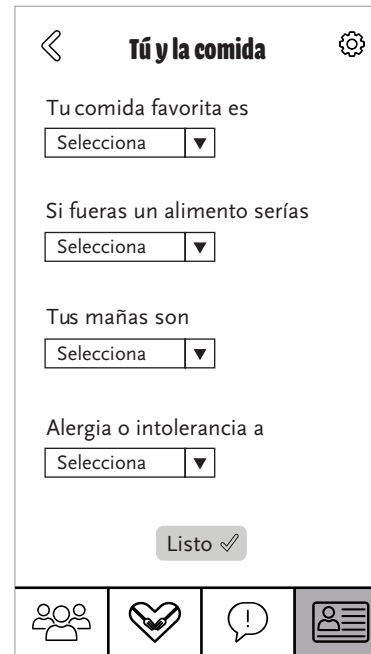 Tú y la comida
Tu comida favorita es
Selecciona
Si fueras un alimento serías
Selecciona
Tus mañas son
Selecciona
Alergia o intolerancia a
Selecciona
Listo
!